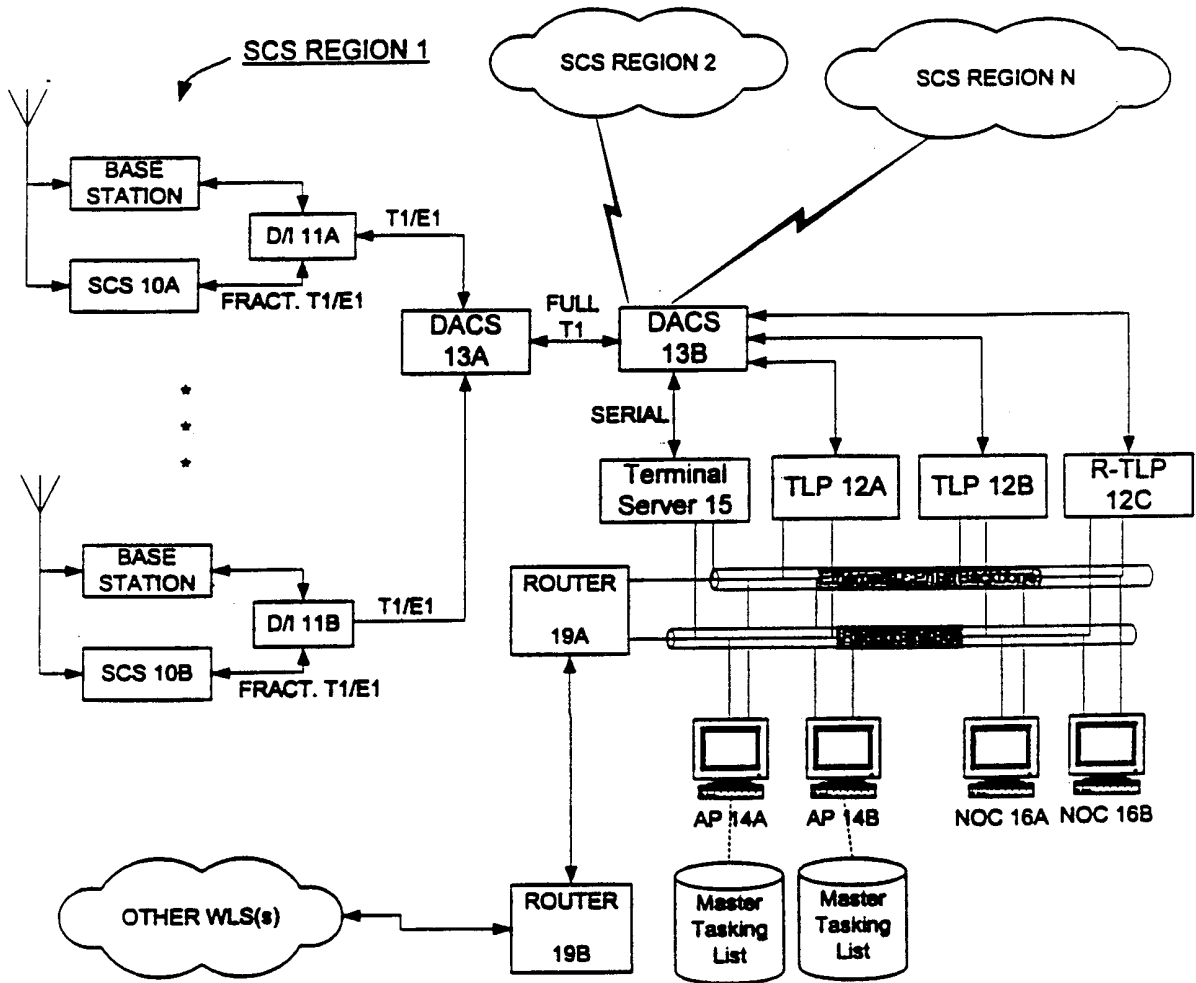 SCS REGION 1
SCS REGION 2
SCS REGION N
BASE
STATION
D/I 11A
T1/E1
SCS 10A
FRACT. T1/E1
DACS
13A
FULL
T1
DACS
13B
*
*
*
SERIAL
Terminal
Server 15
TLP 12A
TLP 12B
R-TLP
12C
BASE
STATION
D/I 11B
T1/E1
SCS 10B
FRACT. T1/E1
ROUTER
19A
AP 14A
AP 14B
NOC 16A
NOC 16B
OTHER WLS(s)
ROUTER
19B
Master
Tasking
List
Master
Tasking
List